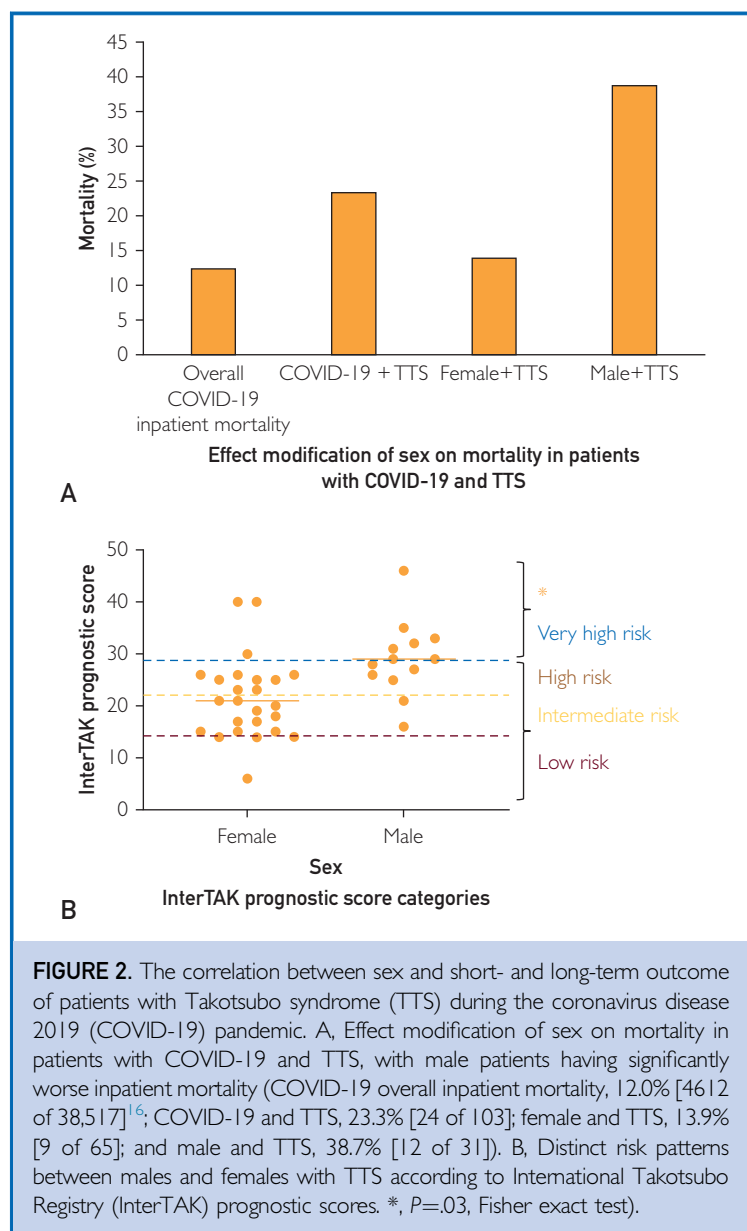 45
40
35
30
25
20
15
10
5
0
Mortality (%)
Overall
COVID-19
inpatient mortality
COVID-19 + TTS
Female+TTS
Male+TTS
Effect modification of sex on mortality in patients
with COVID-19 and TTS
A
50
40
30
20
10
0
InterTAK prognostic score
*
Very high risk
High risk
Intermediate risk
Low risk
Female
Male
Sex
InterTAK prognostic score categories
B
FIGURE 2. The correlation between sex and short- and long-term outcome
of patients with Takotsubo syndrome (TTS) during the coronavirus disease
2019 (COVID-19) pandemic. A, Effect modification of sex on mortality in
patients with COVID-19 and TTS, with male patients having significantly
worse inpatient mortality (COVID-19 overall inpatient mortality, 12.0% [4612
of 38,517]16; COVID-19 and TTS, 23.3% [24 of 103]; female and TTS, 13.9%
[9 of 65]; and male and TTS, 38.7% [12 of 31]). B, Distinct risk patterns
between males and females with TTS according to International Takotsubo
Registry (InterTAK) prognostic scores. *, P=.03, Fisher exact test).